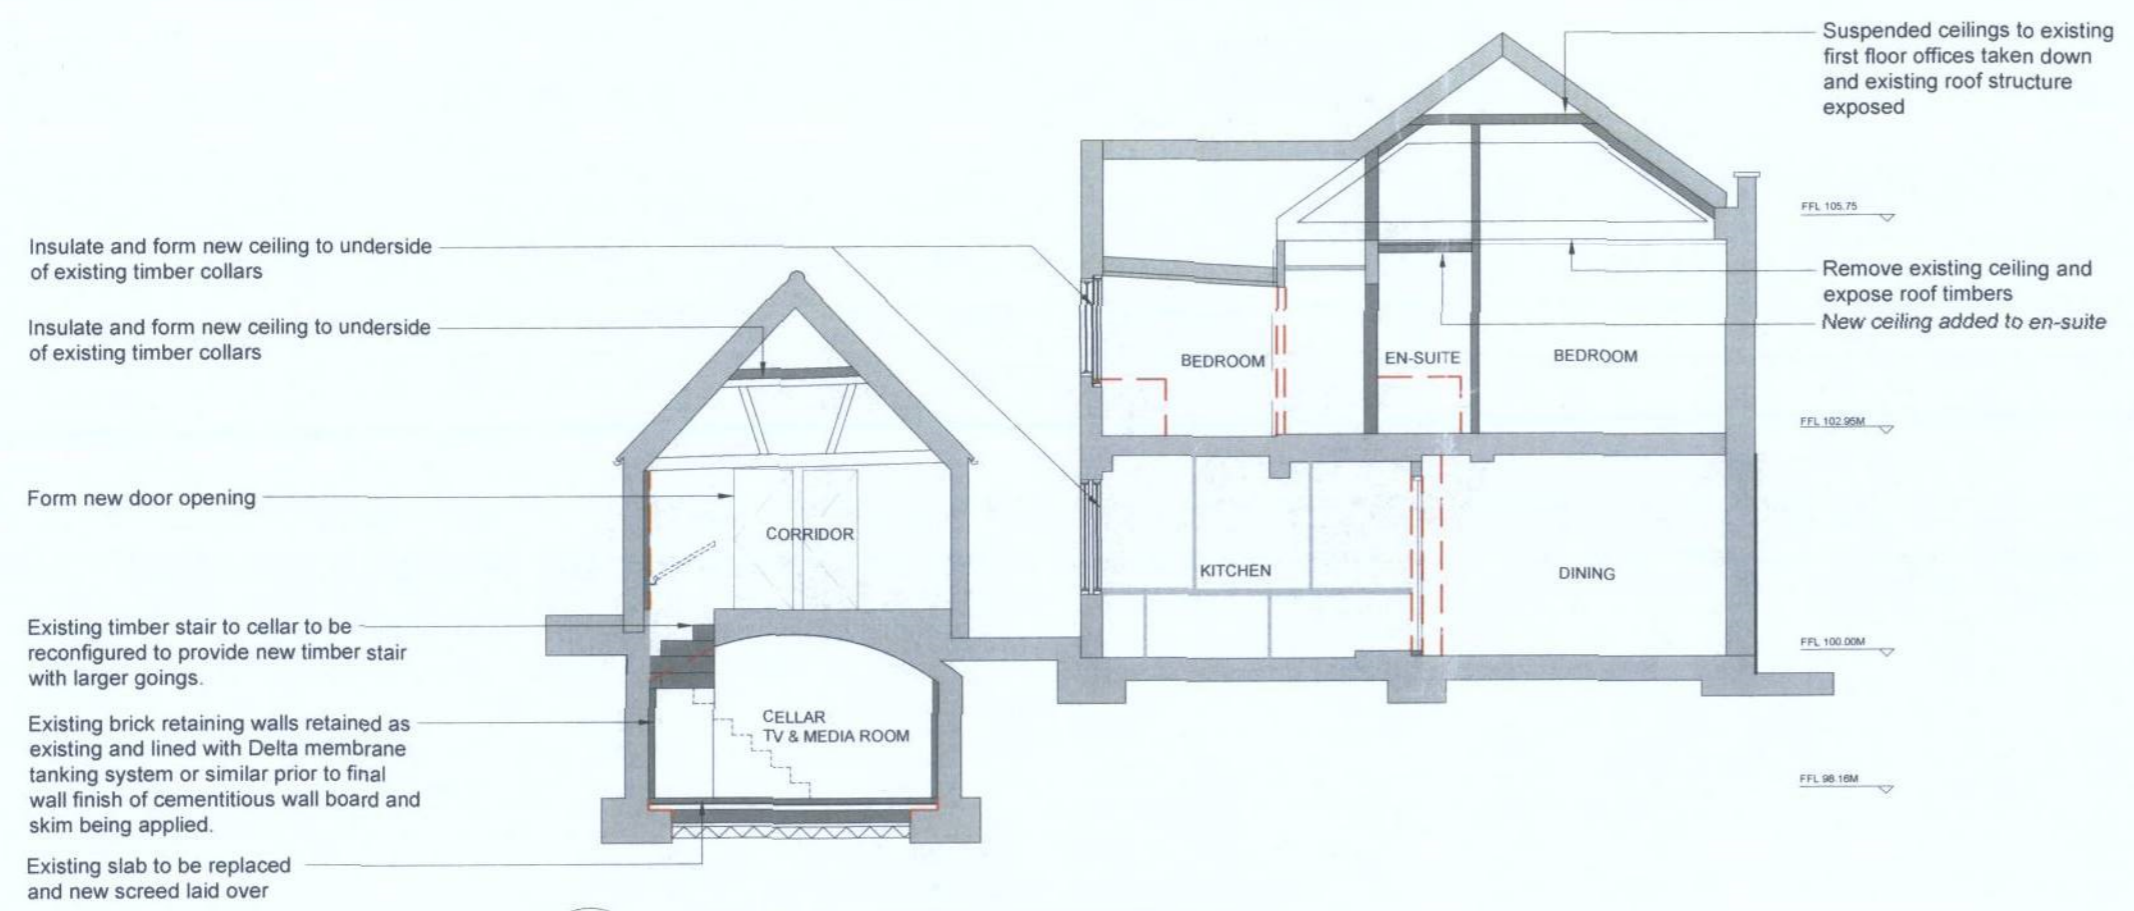 Suspended ceilings to existing
first floor offices taken down
and existing roof structure
exposed
FFL 105.75
Insulate and form new ceiling to underside
of existing timber collars
Remove existing ceiling and
expose roof timbers
New ceiling added to en-suite
Insulate and form new ceiling to underside
of existing timber collars
BEDROOM
EN-SUITE
BEDROOM
FFL 102.95M
Form new door opening
CORRIDOR
KITCHEN
DINING
Existing timber stair to cellar to be
reconfigured to provide new timber stair
with larger goings.
FFL 100.00M
Existing brick retaining walls retained as
existing and lined with Delta membrane
tanking system or similar prior to final
wall finish of cementitious wall board and
skim being applied.
CELLAR
TV & MEDIA ROOM
FFL 98.16M
Existing slab to be replaced
and new screed laid over